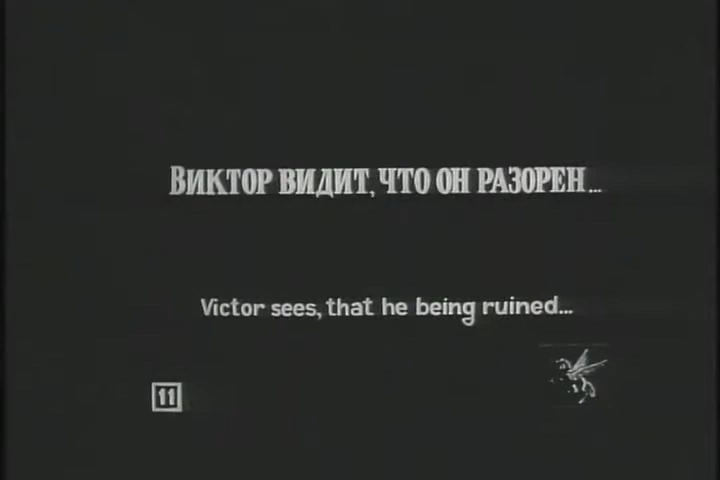 Виктор видит, что он разорен...
Victor sees, that he being ruined...
11